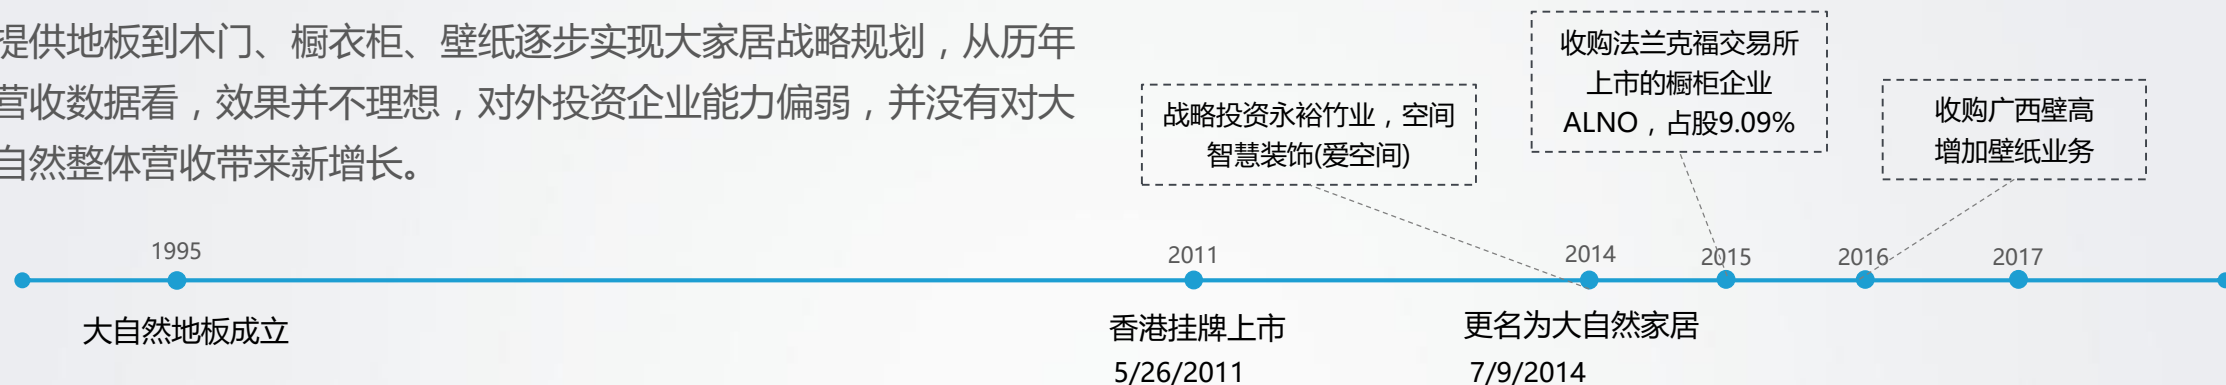 提供地板到木门、橱衣柜、壁纸逐步实现大家居战略规划，从历年
营收数据看，效果并不理想，对外投资企业能力偏弱，并没有对大
自然整体营收带来新增长。
战略投资永裕竹业，空间
智慧装饰(爱空间)
收购法兰克福交易所
上市的橱柜企业
ALNO，占股9.09%
收购广西壁高
增加壁纸业务
1995
2011
2014
2015
2016
2017
大自然地板成立
香港挂牌上市
5/26/2011
更名为大自然家居
7/9/2014